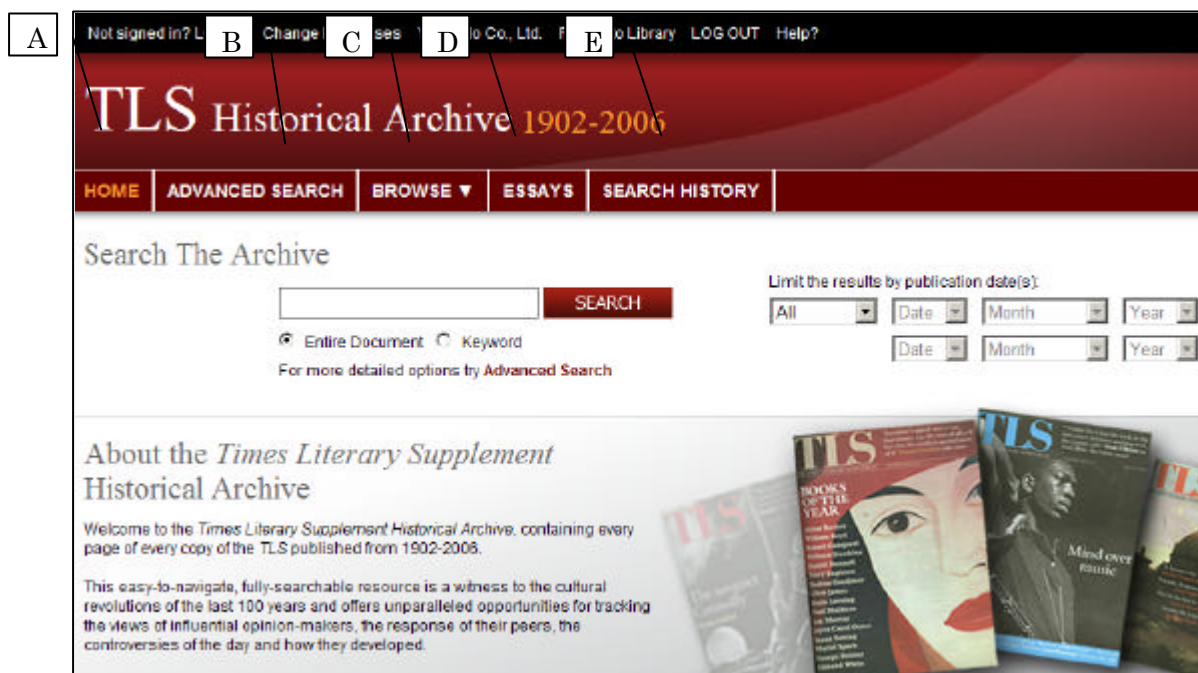 A B C D E
Not signed in? Change ses Co., Ltd. to Library LOG OUT Help?
TLS Historical Archive 1902-2006
HOME ADVANCED SEARCH BROWSE ▼ ESSAYS SEARCH HISTORY
Search The Archive
Limit the results by publication date(s):
SEARCH
All Date Month Year
Entire Document Keyword
Date Month Year
For more detailed options try Advanced Search
About the Times Literary Supplement
Historical Archive
Welcome to the Times Literary Supplement Historical Archive, containing every
page of every copy of the TLS published from 1902-2006.
This easy-to-navigate, fully-searchable resource is a witness to the cultural
revolutions of the last 100 years and offers unparalleled opportunities for tracking
the views of influential opinion-makers, the response of their peers, the
controversies of the day and how they developed.
TLS
TLS
TLS
BOOKS
OF THE
YEAR
Mind over
music